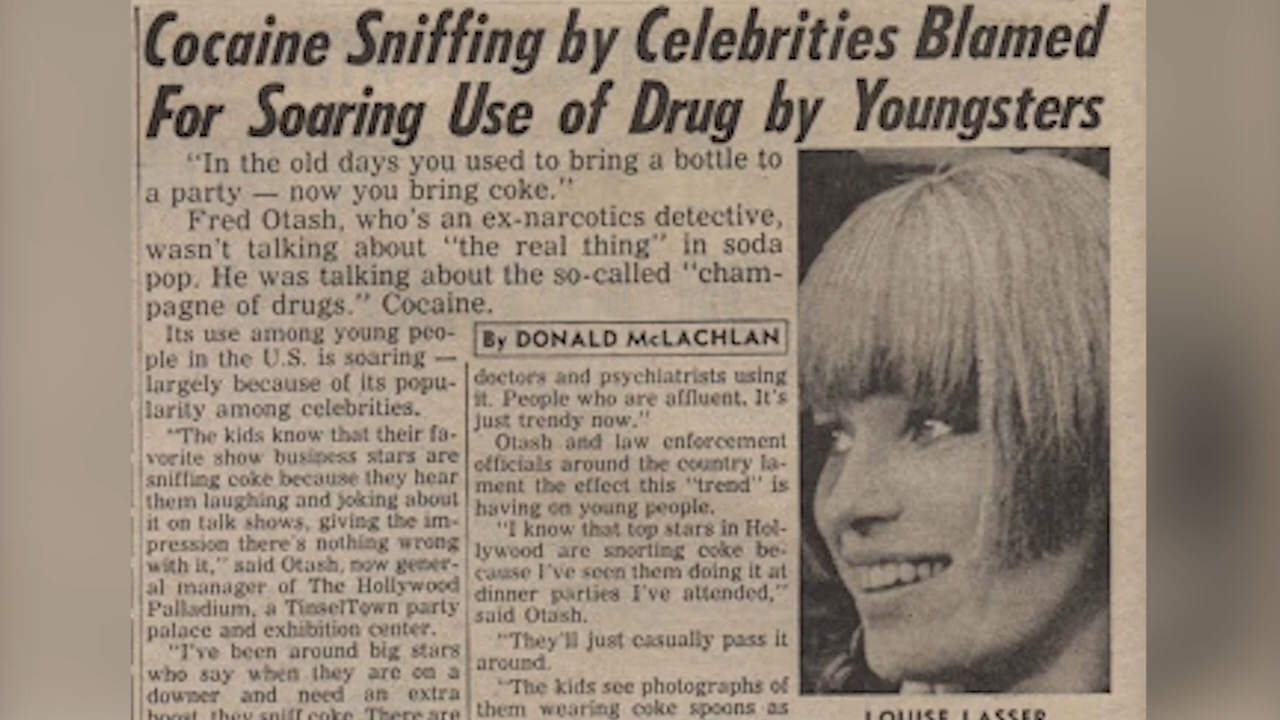 Cocaine Sniffing by Celebrities Blamed
For Soaring Use of Drug by Youngsters
"In the old days you used to bring a bottle to
a party — now you bring coke."
Fred Otash, who's an ex-narcotics detective,
wasn't talking about "the real thing" in soda
pop. He was talking about the so-called "cham-
pagne of drugs." Cocaine.
Its use among young peo-
ple in the U.S. is soaring —
largely because of its popu-
larity among celebrities.
"The kids know that their fa-
vorite show business stars are
sniffing coke because they hear
them laughing and joking about
it on talk shows, giving the im-
pression there's nothing wrong
with it," said Otash, now gener-
al manager of The Hollywood
Palladium, a TinselTown party
palace and exhibition center.
"I've been around big stars
who say when they are on a
downer and need an extra
boost, they sniff coke. There are
By DONALD McLACHLAN
doctors and psychiatrists using
it. People who are affluent. It's
just trendy now."
Otash and law enforcement
officials around the country la-
ment the effect this "trend" is
having on young people.
"I know that top stars in Hol-
lywood are snorting coke be-
cause I've seen them doing it at
dinner parties I've attended,"
said Otash.
"They'll just casually pass it
around.
"The kids see photographs of
them wearing coke spoons as
LOUISE LASSER